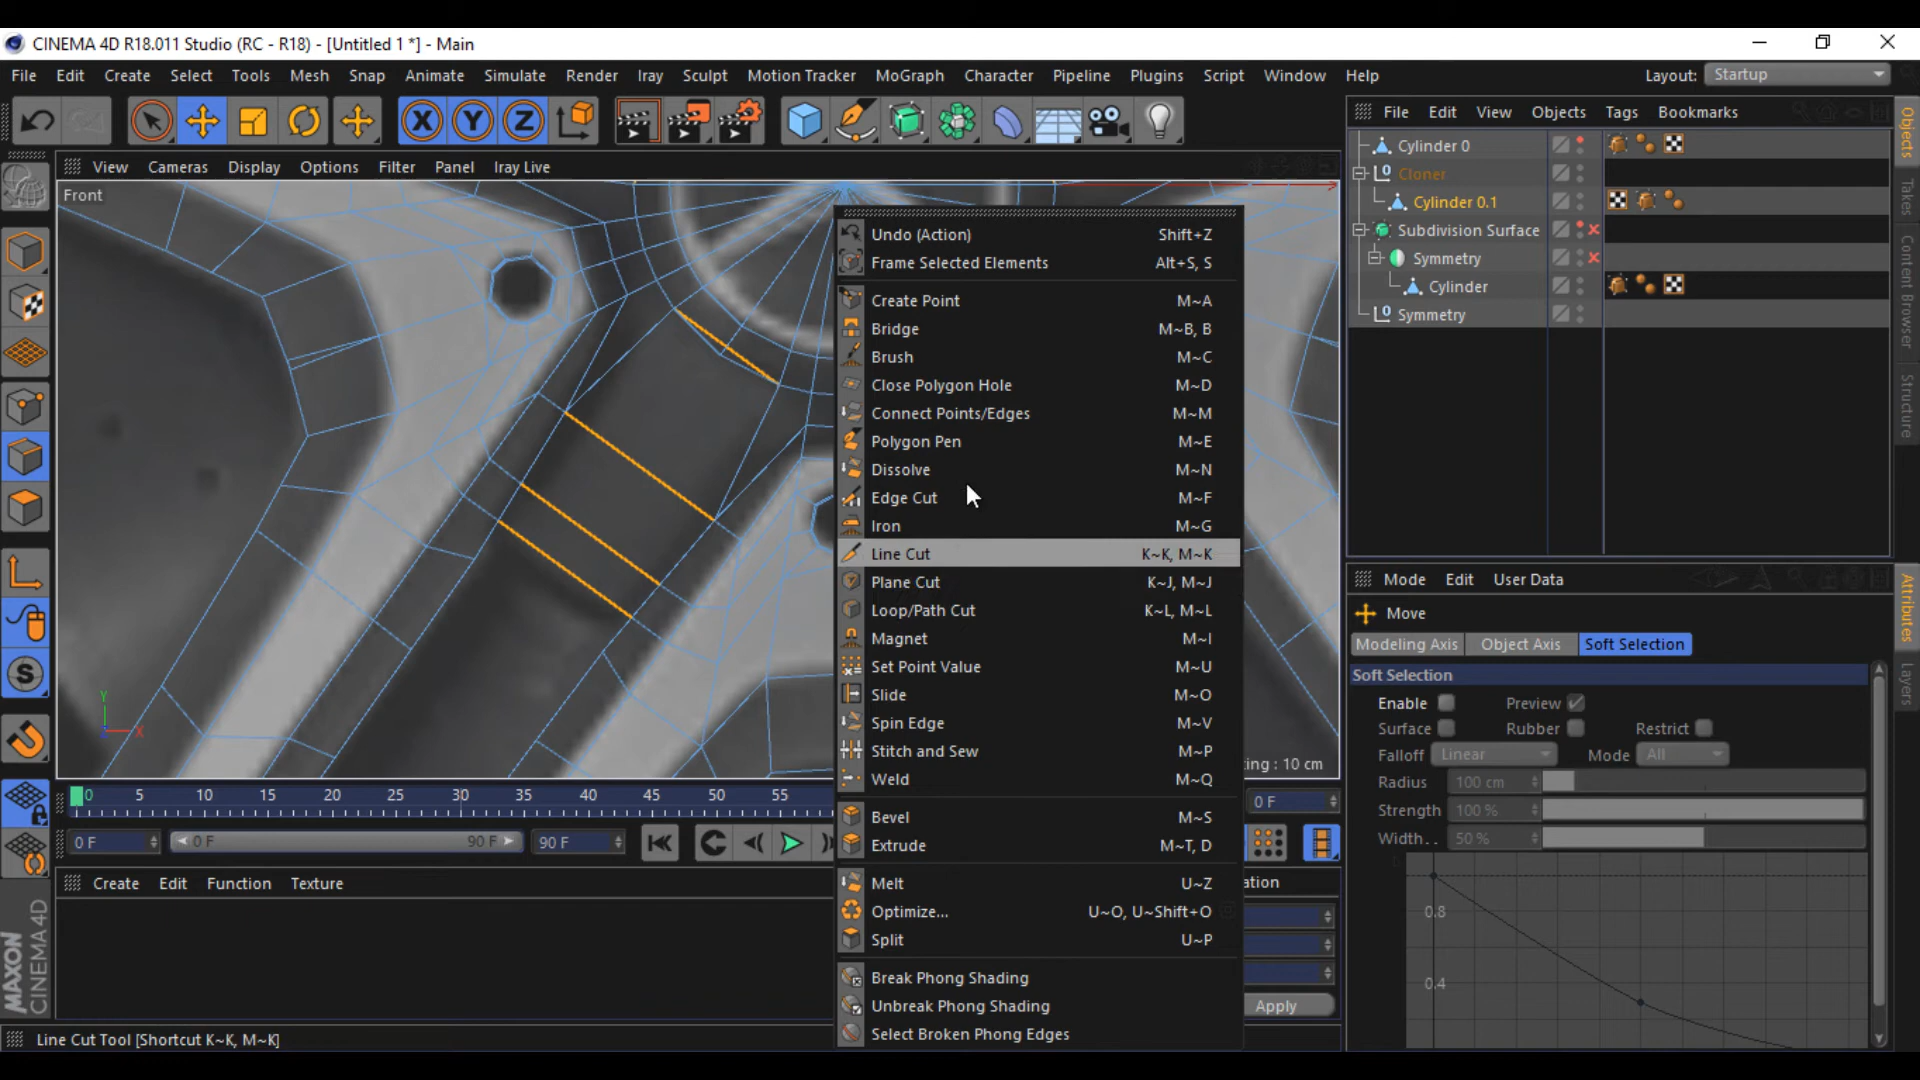 CINEMA 4D R18.011 Studio (RC - R18) - [Untitled 1 *] - Main
File Edit Create Select Tools Mesh Snap Animate Simulate Render Iray Sculpt Motion Tracker MoGraph Character Pipeline Plugins Script Window Help
Layout: Startup
View Cameras Display Options Filter Panel Iray Live
Front
Undo (Action) Shift+Z
Frame Selected Elements Alt+S, S
Create Point M~A
Bridge M~B, B
Brush M~C
Close Polygon Hole M~D
Connect Points/Edges M~M
Polygon Pen M~E
Dissolve M~N
Edge Cut M~F
Iron M~G
Line Cut K~K, M~K
Plane Cut K~J, M~J
Loop/Path Cut K~L, M~L
Magnet M~I
Set Point Value M~U
Slide M~O
Spin Edge M~V
Stitch and Sew M~P
Weld M~Q
Bevel M~S
Extrude M~T, D
Melt U~Z
Optimize... U~O, U~Shift+O
Split U~P
Break Phong Shading
Unbreak Phong Shading
Select Broken Phong Edges
Y
X
ing : 10 cm
0 5 10 15 20 25 30 35 40 45 50 55
0 F
0 F
0 F 90 F
90 F
Create Edit Function Texture
ation
Apply
MAXON
CINEMA 4D
Line Cut Tool [Shortcut K~K, M~K]
File Edit View Objects Tags Bookmarks
Cylinder 0
Cloner
Cylinder 0.1
Subdivision Surface
Symmetry
Cylinder
Symmetry
Objects
Takes
Content Browser
Structure
Mode Edit User Data
Move
Modeling Axis Object Axis Soft Selection
Soft Selection
Enable Preview
Surface Rubber Restrict
Falloff Linear Mode All
Radius 100 cm
Strength 100 %
Width . . 50 %
0.8
0.4
Attributes
Layers